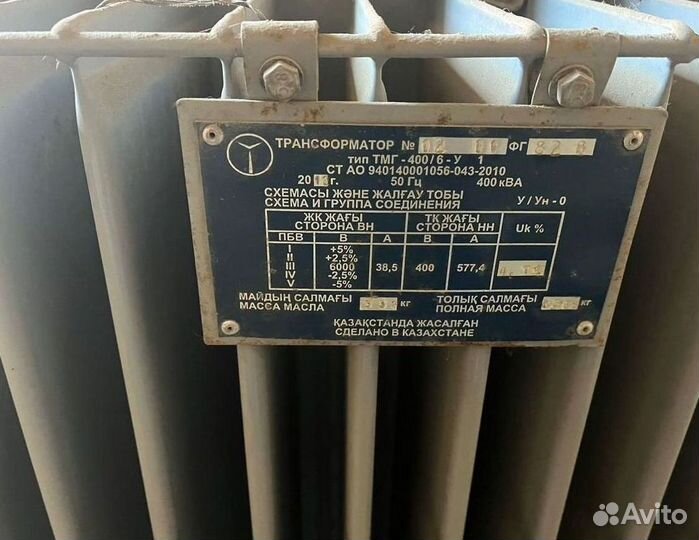 ТРАНСФОРМАТОР № ФГ
тип ТМГ - 400/6 - У 1
СТ АО 940140001056-043-2010
20 г. 50 Гц 400 кВА
СХЕМАСЫ ЖӘНЕ ЖАЛҒАУ ТОБЫ
СХЕМА И ГРУППА СОЕДИНЕНИЯ У / Ун - 0
ЖК ЖАҒЫ СТОРОНА ВН ТК ЖАҒЫ СТОРОНА НН Uk %
ПБВ В А В А
I +5%
II +2,5%
III 6000 38,5 400 577,4
IV -2,5%
V -5%
МАЙДЫҢ САЛМАҒЫ кг ТОЛЫҚ САЛМАҒЫ кг
МАССА МАСЛА ПОЛНАЯ МАССА
ҚАЗАҚСТАНДА ЖАСАЛҒАН
СДЕЛАНО В КАЗАХСТАНЕ
Avito